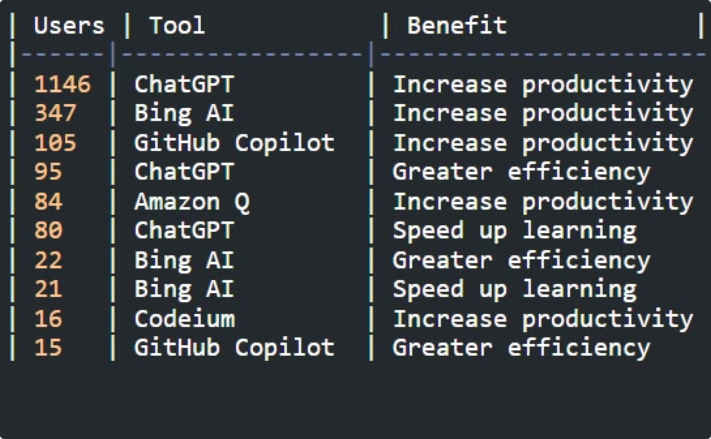 | Users | Tool | Benefit |
|------|-----------------|-----------------------
| 1146 | ChatGPT | Increase productivity
| 347 | Bing AI | Increase productivity
| 105 | GitHub Copilot | Increase productivity
| 95 | ChatGPT | Greater efficiency
| 84 | Amazon Q | Increase productivity
| 80 | ChatGPT | Speed up learning
| 22 | Bing AI | Greater efficiency
| 21 | Bing AI | Speed up learning
| 16 | Codeium | Increase productivity
| 15 | GitHub Copilot | Greater efficiency